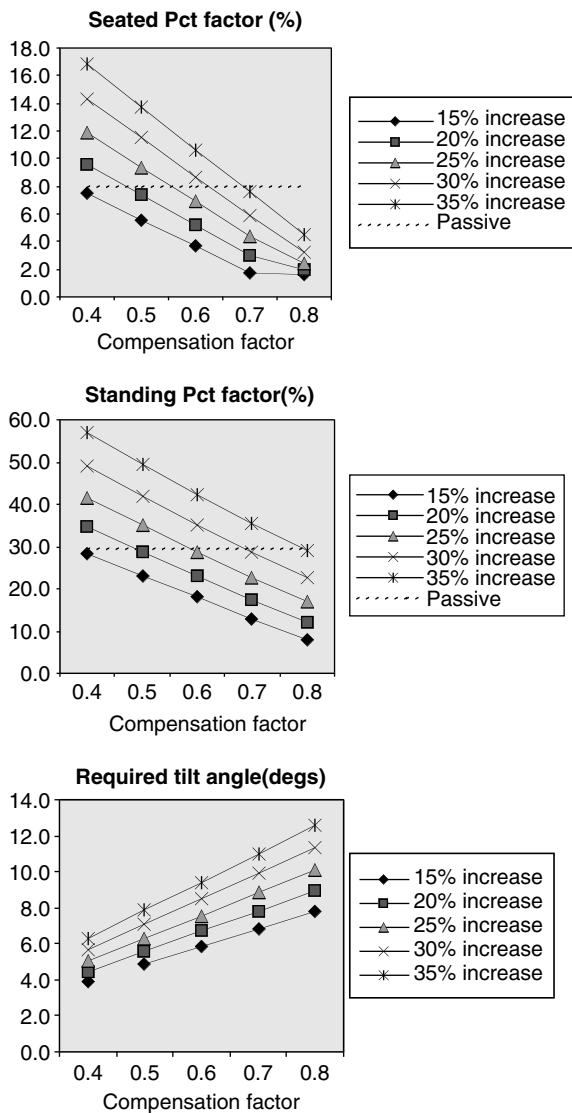 Seated Pct factor (%)
18.0
16.0
14.0
12.0
10.0
8.0
6.0
4.0
2.0
0.0
0.4 0.5 0.6 0.7 0.8
Compensation factor
15% increase
20% increase
25% increase
30% increase
35% increase
Passive
Standing Pct factor(%)
60.0
50.0
40.0
30.0
20.0
10.0
0.0
0.4 0.5 0.6 0.7 0.8
Compensation factor
15% increase
20% increase
25% increase
30% increase
35% increase
Passive
Required tilt angle(degs)
14.0
12.0
10.0
8.0
6.0
4.0
2.0
0.0
0.4 0.5 0.6 0.7 0.8
Compensation factor
15% increase
20% increase
25% increase
30% increase
35% increase